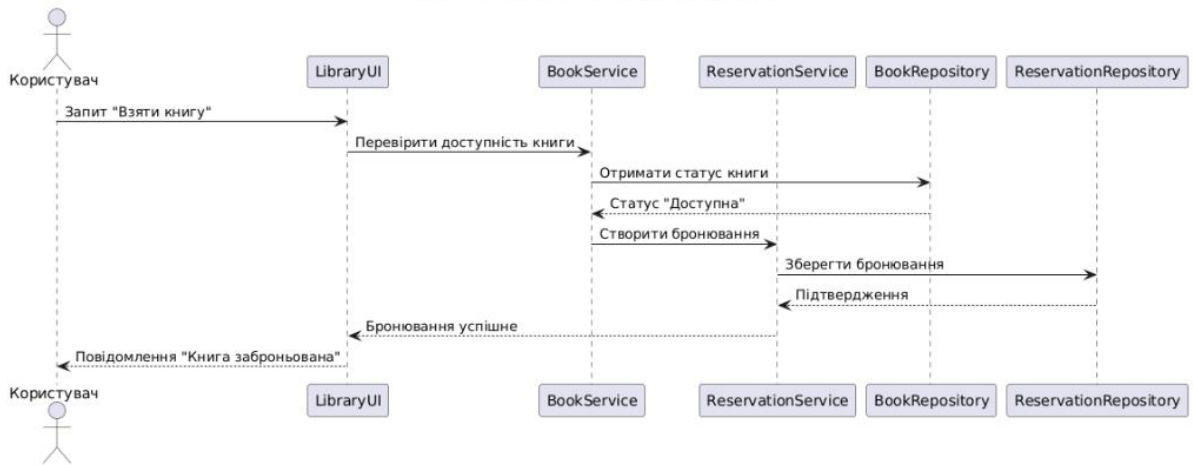 Користувач
LibraryUI
BookService
ReservationService
BookRepository
ReservationRepository
Запит "Взяти книгу"
Перевірити доступність книги
Отримати статус книги
Статус "Доступна"
Створити бронювання
Зберегти бронювання
Підтвердження
Бронювання успішне
Повідомлення "Книга заброньована"
Користувач
LibraryUI
BookService
ReservationService
BookRepository
ReservationRepository